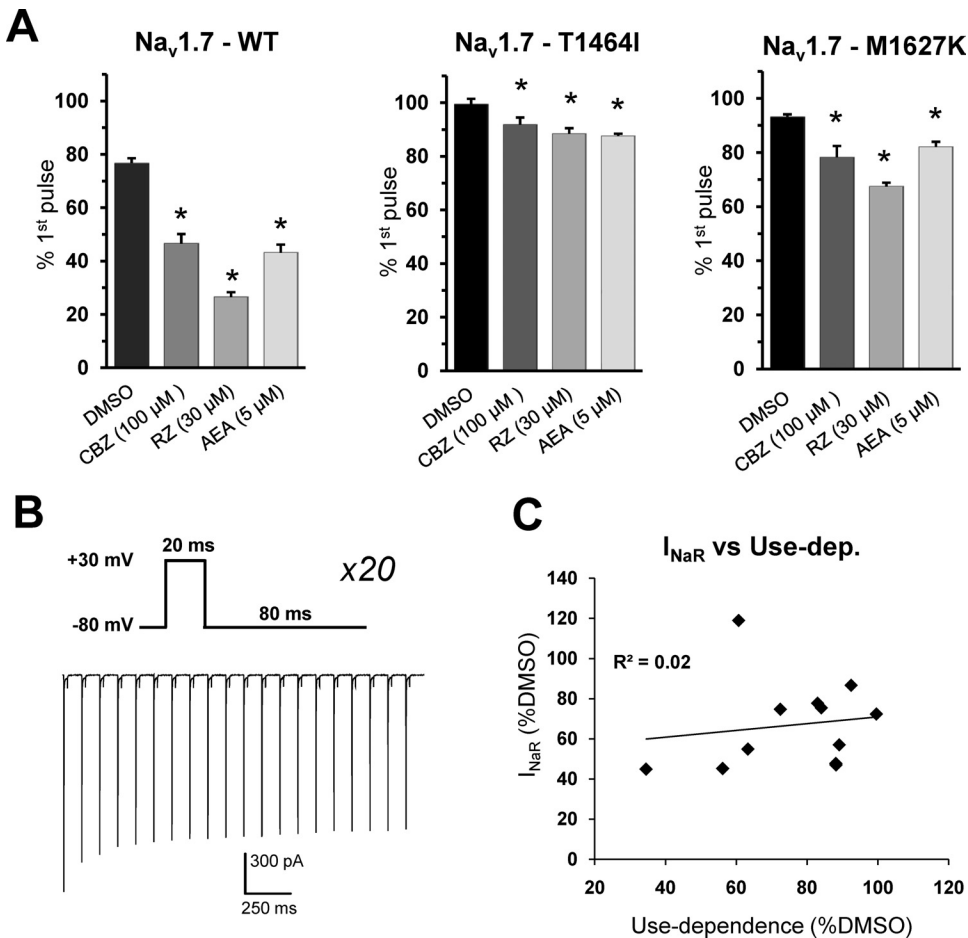 A
Nav1.7 - WT
Nav1.7 - T1464I
Nav1.7 - M1627K
% 1st pulse
100
80
60
40
20
0
*
*
*
DMSO
CBZ (100 µM )
RZ (30 µM)
AEA (5 µM)
% 1st pulse
100
80
60
40
20
0
*
*
*
DMSO
CBZ (100 µM )
RZ (30 µM)
AEA (5 µM)
% 1st pulse
100
80
60
40
20
0
*
*
*
DMSO
CBZ (100 µM)
RZ (30 µM)
AEA (5 µM)
B
20 ms
+30 mV
x20
-80 mV
80 ms
300 pA
250 ms
C
INaR vs Use-dep.
INaR (%DMSO)
140
120
100
80
60
40
20
0
R² = 0.02
20
40
60
80
100
120
Use-dependence (%DMSO)